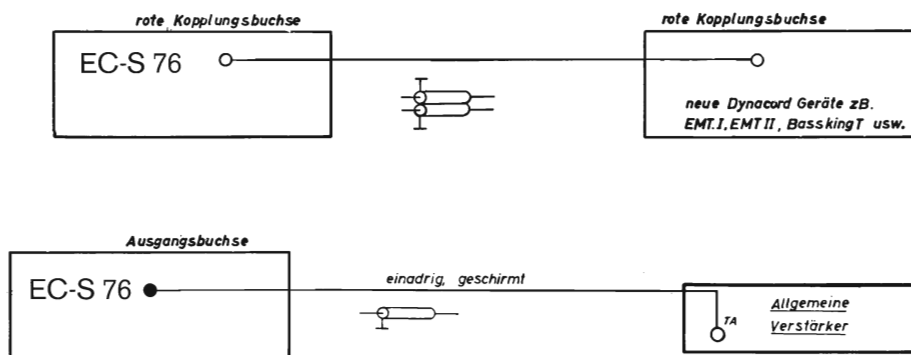 rote Kopplungsbuchse
rote Kopplungsbuchse
EC-S 76
neue Dynacord Geräte zB.
EMT.I, EMT II, Bassking T usw.
Ausgangsbuchse
EC-S 76
einadrig, geschirmt
TA
Allgemeine
Verstärker